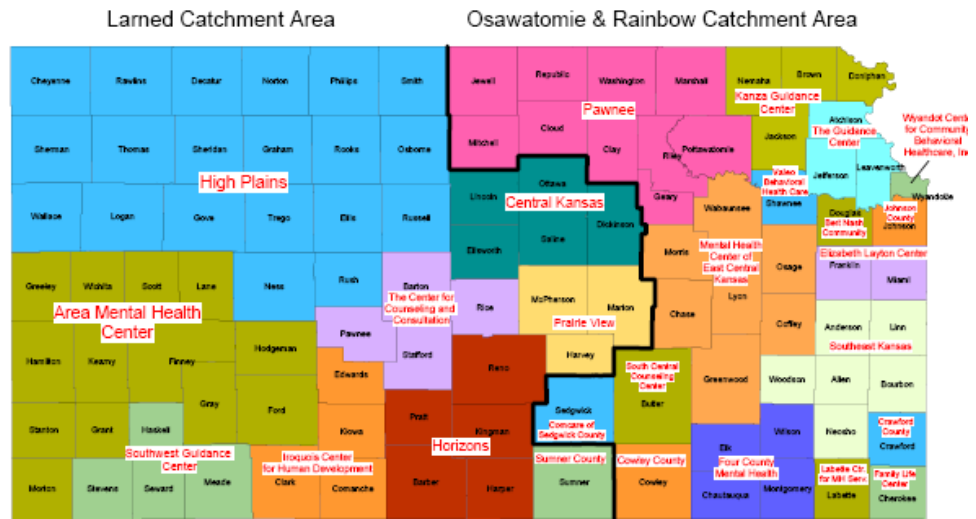 Larned Catchment Area
Osawatomie & Rainbow Catchment Area
Cheyenne
Rawlins
Decatur
Norton
Phillips
Smith
Jewell
Republic
Washington
Marshall
Nemaha
Brown
Doniphan
Kanza Guidance
Center
Pawnee
Atchison
The Guidance
Center
Wyandot Center
for Community
Behavioral
Healthcare, Inc
Sherman
Thomas
Sheridan
Graham
Rooks
Osborne
Mitchell
Cloud
Clay
Riley
Pottawatomie
Jackson
Jefferson
Leavenworth
Wyandotte
High Plains
Lincoln
Ottawa
Central Kansas
Dickinson
Geary
Wabaunsee
Valeo
Behavioral
Health Care
Shawnee
Douglas
Bert Nash
Community
Johnson
County
Johnson
Wallace
Logan
Gove
Trego
Ellis
Russell
Ellsworth
Saline
Morris
Mental Health
Center of
East Central
Kansas
Osage
Elizabeth Layton Center
Franklin
Miami
Greeley
Wichita
Scott
Lane
Ness
Rush
Barton
The Center for
Counseling and
Consultation
Rice
McPherson
Marion
Prairie View
Chase
Lyon
Coffey
Anderson
Linn
Southeast Kansas
Area Mental Health
Center
Hamilton
Kearny
Finney
Hodgeman
Pawnee
Stafford
Edwards
Reno
Harvey
South Central
Counseling
Center
Butler
Greenwood
Woodson
Allen
Bourbon
Stanton
Grant
Haskell
Gray
Ford
Kiowa
Pratt
Kingman
Horizons
Sedgwick
Comcare of
Sedgwick County
Elk
Wilson
Neosho
Crawford
County
Crawford
Southwest Guidance
Center
Iroquois Center
for Human Development
Morton
Stevens
Seward
Meade
Clark
Comanche
Barber
Harper
Sumner County
Sumner
Cowley County
Cowley
Four County
Mental Health
Chautauqua
Montgomery
Labette Ctr.
for MH Serv.
Labette
Family Life
Center
Cherokee